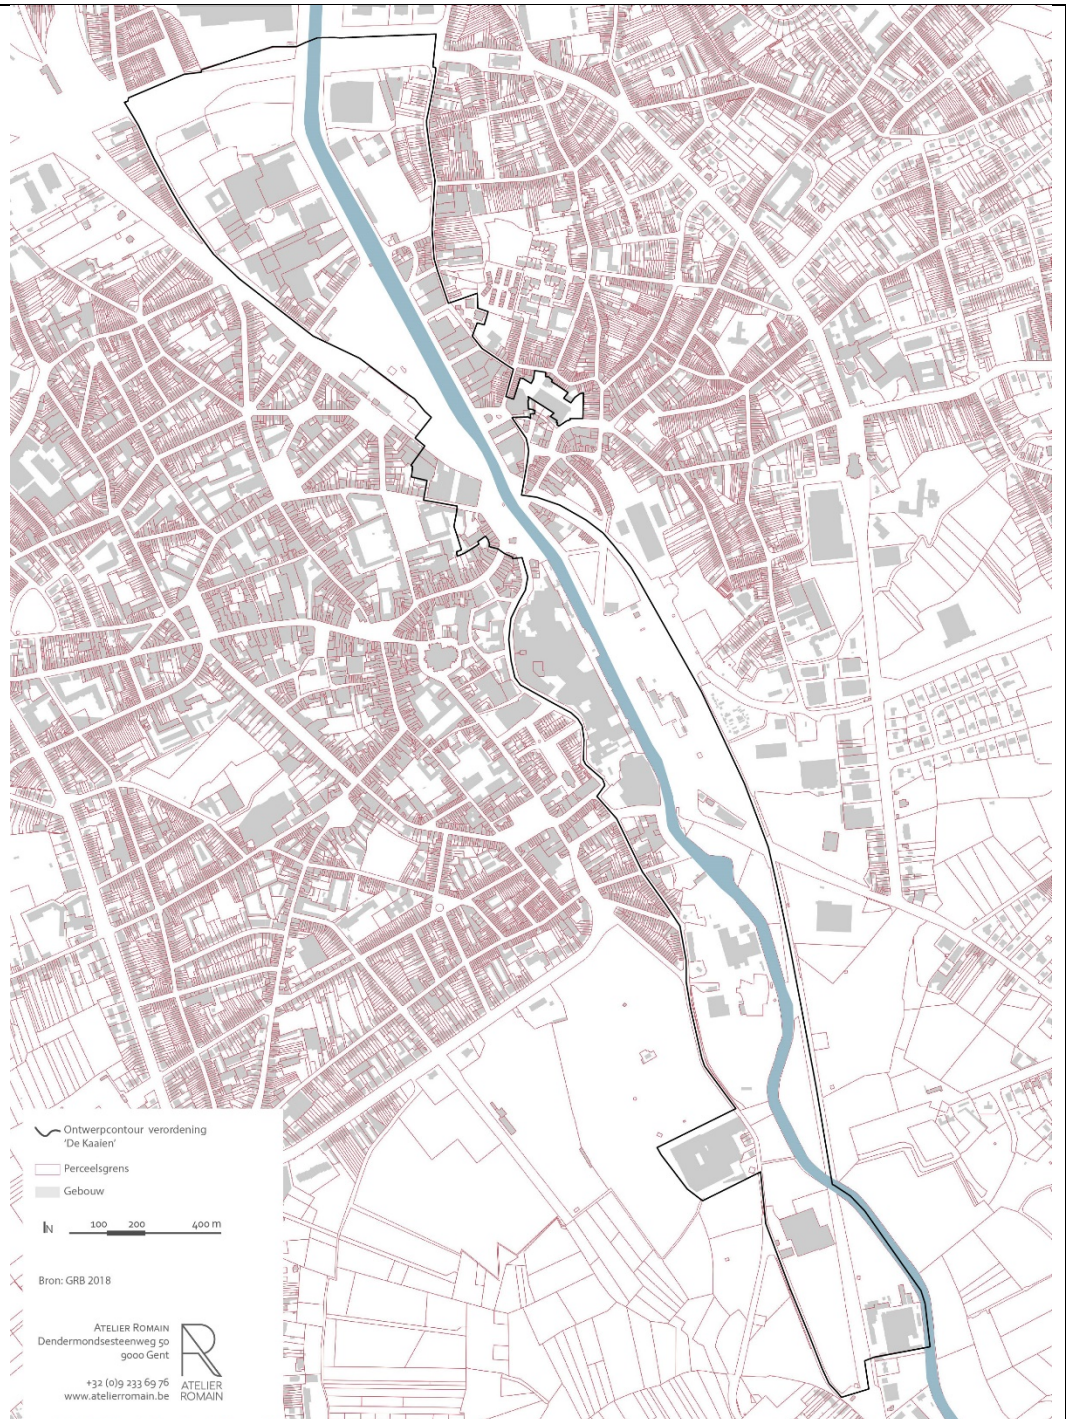 Ontwerpcontour verordening
'De Kaaien'
Perceelsgrens
Gebouw
N 100 200 400 m
Bron: GRB 2018
ATELIER ROMAIN
Dendermondsesteenweg 50
9000 Gent
+32 (0)9 233 69 76
www.atelierromain.be
ATELIER
ROMAIN